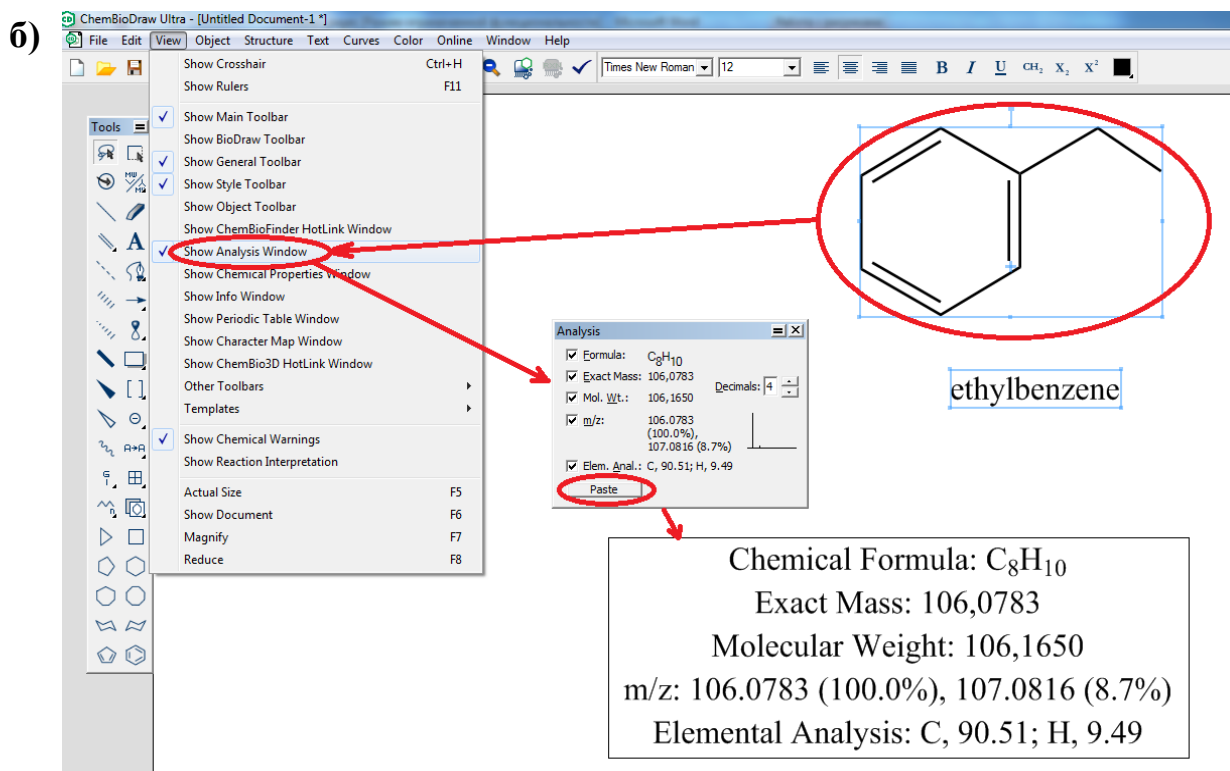 б)
ChemBioDraw Ultra - [Untitled Document-1 *]
File Edit View Object Structure Text Curves Color Online Window Help
Times New Roman 12 B I U CH₂ X₂ X²
Tools
Show Crosshair Ctrl+H
Show Rulers F11
Show Main Toolbar
Show BioDraw Toolbar
Show General Toolbar
Show Style Toolbar
Show Object Toolbar
Show ChemBioFinder HotLink Window
Show Analysis Window
Show Chemical Properties Window
Show Info Window
Show Periodic Table Window
Show Character Map Window
Show ChemBio3D HotLink Window
Other Toolbars
Templates
Show Chemical Warnings
Show Reaction Interpretation
Actual Size F5
Show Document F6
Magnify F7
Reduce F8
ethylbenzene
Analysis
Formula: C₈H₁₀
Exact Mass: 106,0783
Decimals: 4
Mol. Wt.: 106,1650
m/z: 106.0783
(100.0%),
107.0816 (8.7%)
Elem. Anal.: C, 90.51; H, 9.49
Paste
Chemical Formula: C₈H₁₀
Exact Mass: 106,0783
Molecular Weight: 106,1650
m/z: 106.0783 (100.0%), 107.0816 (8.7%)
Elemental Analysis: C, 90.51; H, 9.49